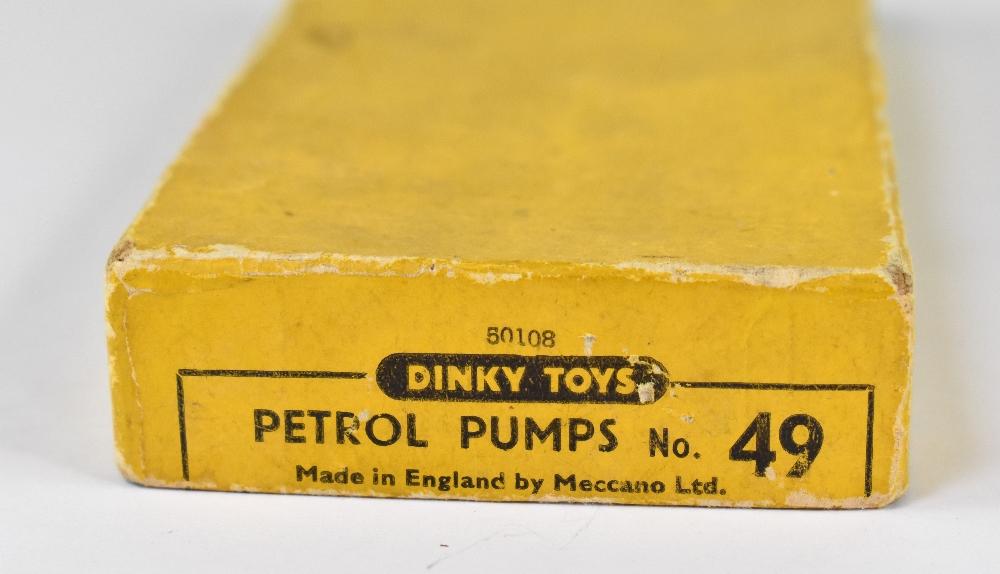 50108
DINKY TOYS
PETROL PUMPS No. 49
Made in England by Meccano Ltd.